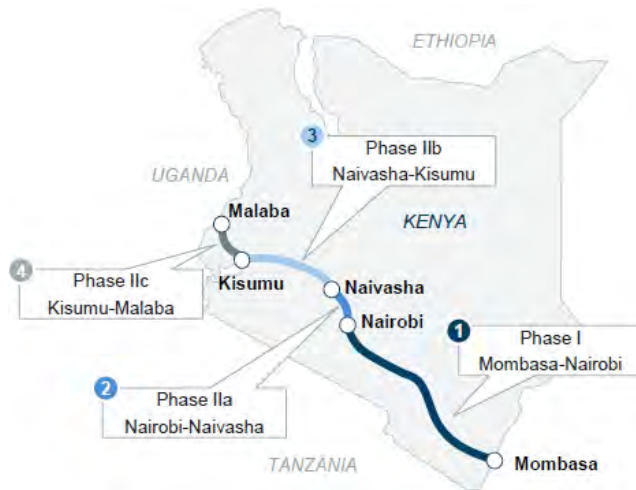 ETHIOPIA
3
Phase IIb
Naivasha-Kisumu
UGANDA
Malaba
KENYA
4
Phase IIc
Kisumu-Malaba
Kisumu
Naivasha
Nairobi
1
Phase I
Mombasa-Nairobi
2
Phase IIa
Nairobi-Naivasha
TANZANIA
Mombasa